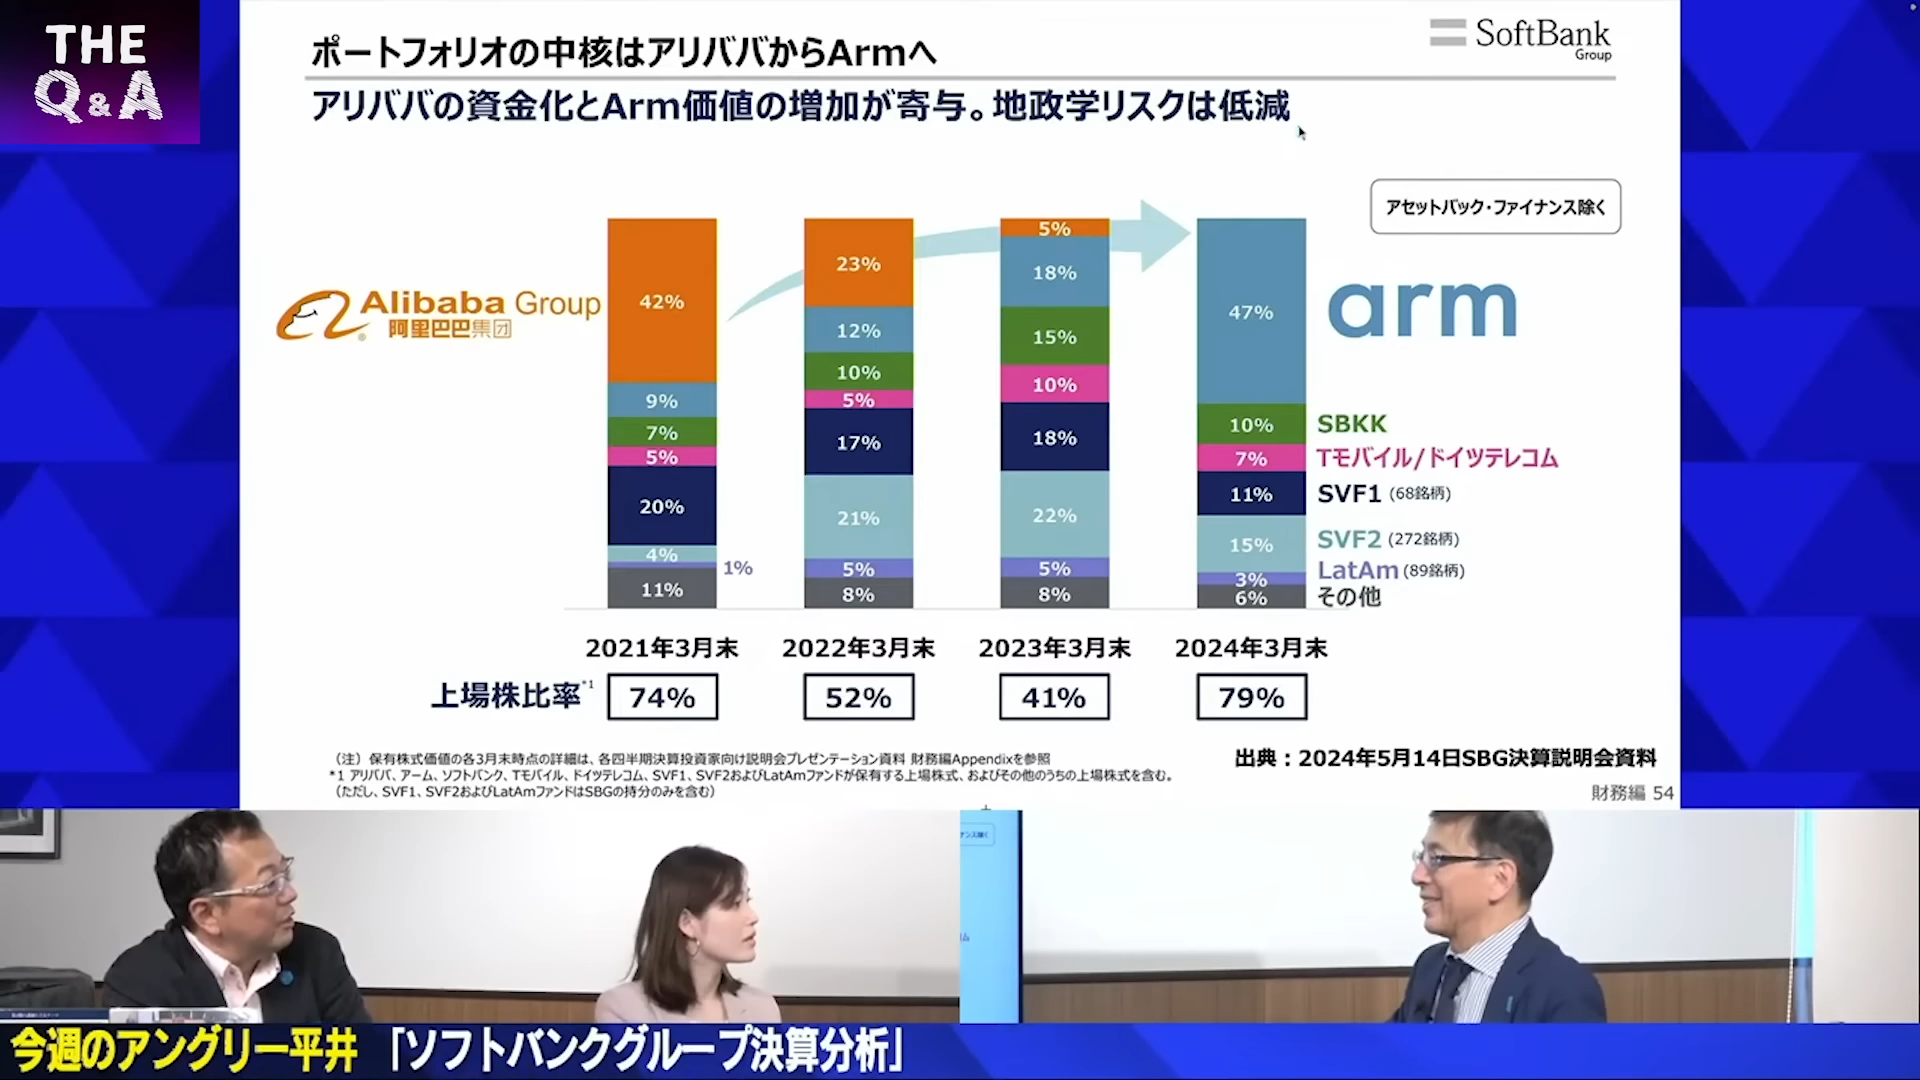 THE
Q&A
SoftBank
Group
ポートフォリオの中核はアリババからArmへ
アリババの資金化とArm価値の増加が寄与。地政学リスクは低減
アセットバック・ファイナンス除く
Alibaba Group
阿里巴巴集团
arm
42%
9%
7%
5%
20%
4%
1%
11%
23%
12%
10%
5%
17%
21%
5%
8%
5%
18%
15%
10%
18%
22%
5%
8%
47%
10%
7%
11%
15%
3%
6%
SBKK
Tモバイル/ドイツテレコム
SVF1 (68銘柄)
SVF2 (272銘柄)
LatAm (89銘柄)
その他
2021年3月末 2022年3月末 2023年3月末 2024年3月末
上場株比率*1 74% 52% 41% 79%
（注）保有株式価値の各3月末時点の詳細は、各四半期決算投資家向け説明会プレゼンテーション資料 財務編Appendixを参照
*1 アリババ、アーム、ソフトバンク、Tモバイル、ドイツテレコム、SVF1、SVF2およびLatAmファンドが保有する上場株式、およびその他のうちの上場株式を含む。
（ただし、SVF1、SVF2およびLatAmファンドはSBGの持分のみを含む）
出典：2024年5月14日SBG決算説明会資料
財務編 54
今週のアングリー平井 「ソフトバンクグループ決算分析」